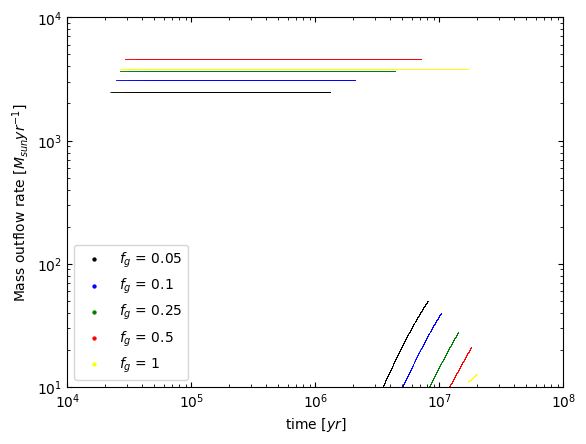 10^4
10^3
10^2
10^1
Mass outflow rate [M_sun yr^-1]
f_g = 0.05
f_g = 0.1
f_g = 0.25
f_g = 0.5
f_g = 1
10^4 10^5 10^6 10^7 10^8
time [yr]